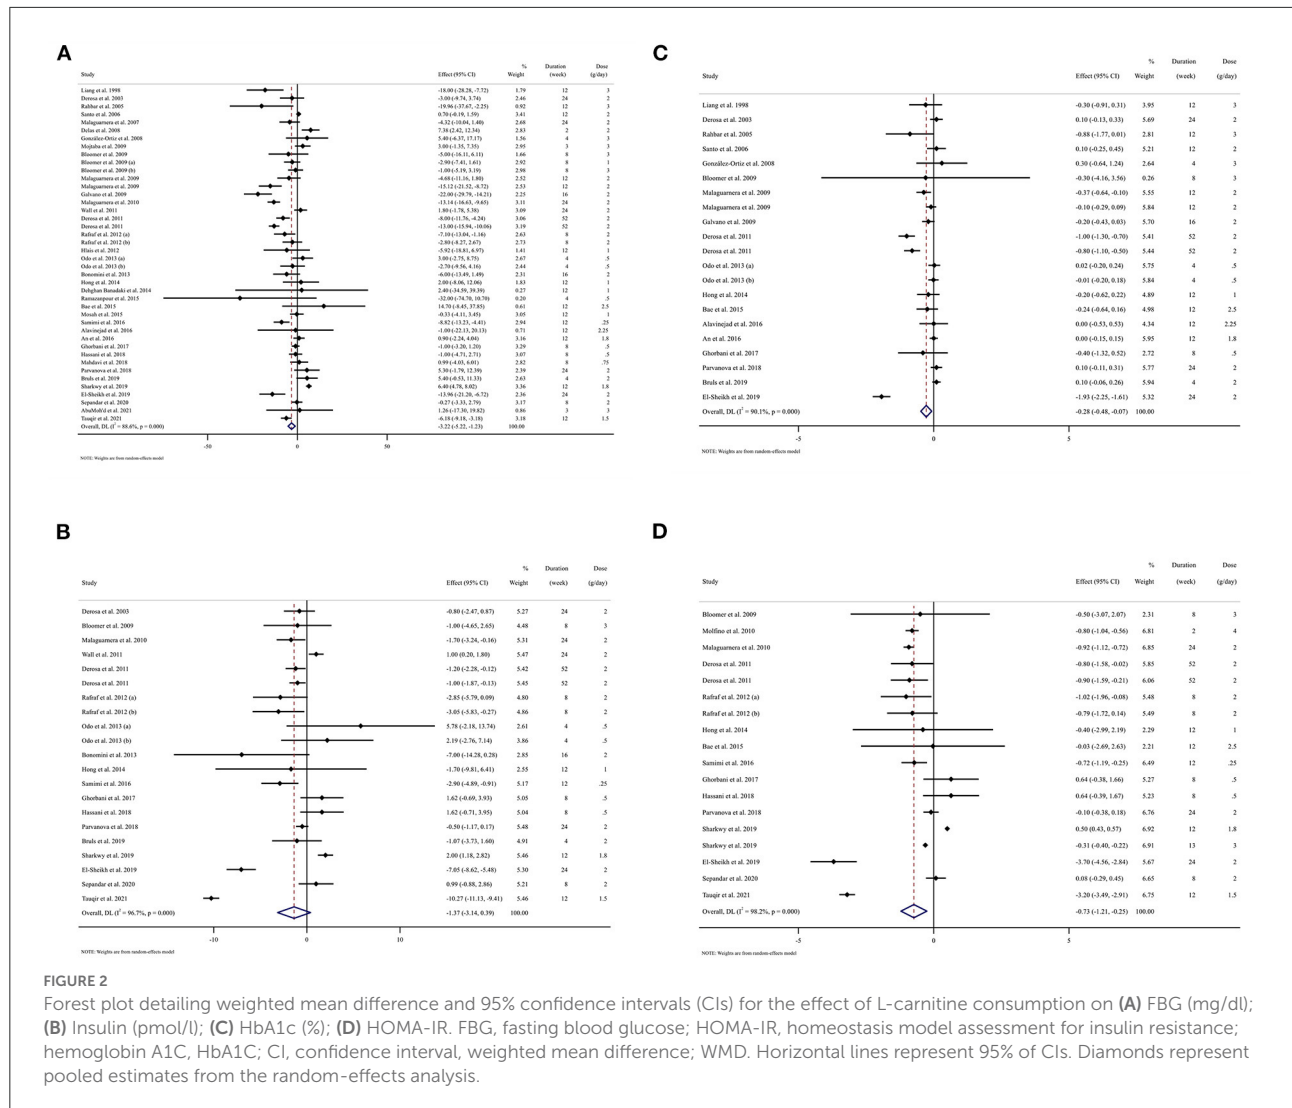 A
%
Duration
Dose
Study
Effect (95% CI)
Weight
(week)
(g/day)
Liang et al. 1998 -18.00 (-28.28, -7.72) 1.79 12 3
Derosa et al. 2003 -3.00 (-9.74, 3.74) 2.46 24 2
Rahbar et al. 2005 -19.96 (-37.67, -2.25) 0.92 12 3
Santo et al. 2006 0.70 (-0.19, 1.59) 3.41 12 2
Malaguarnera et al. 2007 -4.32 (-10.04, 1.40) 2.68 24 2
Delas et al. 2008 7.38 (2.42, 12.34) 2.83 2 2
González-Ortiz et al. 2008 5.40 (-6.37, 17.17) 1.56 4 3
Mojtaba et al. 2009 3.00 (-1.35, 7.35) 2.95 3 3
Bloomer et al. 2009 -5.00 (-16.11, 6.11) 1.66 8 3
Bloomer et al. 2009 (a) -2.90 (-7.41, 1.61) 2.92 8 1
Bloomer et al. 2009 (b) -1.00 (-5.19, 3.19) 2.98 8 3
Malaguarnera et al. 2009 -4.68 (-11.16, 1.80) 2.52 12 2
Malaguarnera et al. 2009 -15.12 (-21.52, -8.72) 2.53 12 2
Galvano et al. 2009 -22.00 (-29.79, -14.21) 2.25 16 2
Malaguarnera et al. 2010 -13.14 (-16.63, -9.65) 3.11 24 2
Wall et al. 2011 1.80 (-1.78, 5.38) 3.09 24 2
Derosa et al. 2011 -8.00 (-11.76, -4.24) 3.06 52 2
Derosa et al. 2011 -13.00 (-15.94, -10.06) 3.19 52 2
Rafraf et al. 2012 (a) -7.10 (-13.04, -1.16) 2.63 8 2
Rafraf et al. 2012 (b) -2.80 (-8.27, 2.67) 2.73 8 2
Hlais et al. 2012 -5.92 (-18.81, 6.97) 1.41 12 1
Odo et al. 2013 (a) 3.00 (-2.75, 8.75) 2.67 4 .5
Odo et al. 2013 (b) -2.70 (-9.56, 4.16) 2.44 4 .5
Bonomini et al. 2013 -6.00 (-13.49, 1.49) 2.31 16 2
Hong et al. 2014 2.00 (-8.06, 12.06) 1.83 12 1
Dehghan Banadaki et al. 2014 2.40 (-34.59, 39.39) 0.27 12 1
Ramazanpour et al. 2015 -32.00 (-74.70, 10.70) 0.20 4 .5
Bae et al. 2015 14.70 (-8.45, 37.85) 0.61 12 2.5
Mosah et al. 2015 -0.33 (-4.11, 3.45) 3.05 12 1
Samimi et al. 2016 -8.82 (-13.23, -4.41) 2.94 12 .25
Alavinejad et al. 2016 -1.00 (-22.13, 20.13) 0.71 12 2.25
An et al. 2016 0.90 (-2.24, 4.04) 3.16 12 1.8
Ghorbani et al. 2017 -1.00 (-3.20, 1.20) 3.29 8 .5
Hassani et al. 2018 -1.00 (-4.71, 2.71) 3.07 8 .5
Mahdavi et al. 2018 0.99 (-4.03, 6.01) 2.82 8 .75
Parvanova et al. 2018 5.30 (-1.79, 12.39) 2.39 24 2
Bruls et al. 2019 5.40 (-0.53, 11.33) 2.63 4 2
Sharkwy et al. 2019 6.40 (4.78, 8.02) 3.36 12 1.8
El-Sheikh et al. 2019 -13.96 (-21.20, -6.72) 2.36 24 2
Sepandar et al. 2020 -0.27 (-3.33, 2.79) 3.17 8 2
AbuMoh'd et al. 2021 1.26 (-17.30, 19.82) 0.86 3 3
Tauqir et al. 2021 -6.18 (-9.18, -3.18) 3.18 12 1.5
Overall, DL (I² = 88.6%, p = 0.000) -3.22 (-5.22, -1.23) 100.00
-50 0 50
NOTE: Weights are from random-effects model
B
%
Duration
Dose
Study
Effect (95% CI)
Weight
(week)
(g/day)
Derosa et al. 2003 -0.80 (-2.47, 0.87) 5.27 24 2
Bloomer et al. 2009 -1.00 (-4.65, 2.65) 4.48 8 3
Malaguarnera et al. 2010 -1.70 (-3.24, -0.16) 5.31 24 2
Wall et al. 2011 1.00 (0.20, 1.80) 5.47 24 2
Derosa et al. 2011 -1.20 (-2.28, -0.12) 5.42 52 2
Derosa et al. 2011 -1.00 (-1.87, -0.13) 5.45 52 2
Rafraf et al. 2012 (a) -2.85 (-5.79, 0.09) 4.80 8 2
Rafraf et al. 2012 (b) -3.05 (-5.83, -0.27) 4.86 8 2
Odo et al. 2013 (a) 5.78 (-2.18, 13.74) 2.61 4 .5
Odo et al. 2013 (b) 2.19 (-2.76, 7.14) 3.86 4 .5
Bonomini et al. 2013 -7.00 (-14.28, 0.28) 2.85 16 2
Hong et al. 2014 -1.70 (-9.81, 6.41) 2.55 12 1
Samimi et al. 2016 -2.90 (-4.89, -0.91) 5.17 12 .25
Ghorbani et al. 2017 1.62 (-0.69, 3.93) 5.05 8 .5
Hassani et al. 2018 1.62 (-0.71, 3.95) 5.04 8 .5
Parvanova et al. 2018 -0.50 (-1.17, 0.17) 5.48 24 2
Bruls et al. 2019 -1.07 (-3.73, 1.60) 4.91 4 2
Sharkwy et al. 2019 2.00 (1.18, 2.82) 5.46 12 1.8
El-Sheikh et al. 2019 -7.05 (-8.62, -5.48) 5.30 24 2
Sepandar et al. 2020 0.99 (-0.88, 2.86) 5.21 8 2
Tauqir et al. 2021 -10.27 (-11.13, -9.41) 5.46 12 1.5
Overall, DL (I² = 96.7%, p = 0.000) -1.37 (-3.14, 0.39) 100.00
-10 0 10
NOTE: Weights are from random-effects model
C
%
Duration
Dose
Study
Effect (95% CI)
Weight
(week)
(g/day)
Liang et al. 1998 -0.30 (-0.91, 0.31) 3.95 12 3
Derosa et al. 2003 0.10 (-0.13, 0.33) 5.69 24 2
Rahbar et al. 2005 -0.88 (-1.77, 0.01) 2.81 12 3
Santo et al. 2006 0.10 (-0.25, 0.45) 5.21 12 2
González-Ortiz et al. 2008 0.30 (-0.64, 1.24) 2.64 4 3
Bloomer et al. 2009 -0.30 (-4.16, 3.56) 0.26 8 3
Malaguarnera et al. 2009 -0.37 (-0.64, -0.10) 5.55 12 2
Malaguarnera et al. 2009 -0.10 (-0.29, 0.09) 5.84 12 2
Galvano et al. 2009 -0.20 (-0.43, 0.03) 5.70 16 2
Derosa et al. 2011 -1.00 (-1.30, -0.70) 5.41 52 2
Derosa et al. 2011 -0.80 (-1.10, -0.50) 5.44 52 2
Odo et al. 2013 (a) 0.02 (-0.20, 0.24) 5.75 4 .5
Odo et al. 2013 (b) -0.01 (-0.20, 0.18) 5.84 4 .5
Hong et al. 2014 -0.20 (-0.62, 0.22) 4.89 12 1
Bae et al. 2015 -0.24 (-0.64, 0.16) 4.98 12 2.5
Alavinejad et al. 2016 0.00 (-0.53, 0.53) 4.34 12 2.25
An et al. 2016 0.00 (-0.15, 0.15) 5.95 12 1.8
Ghorbani et al. 2017 -0.40 (-1.32, 0.52) 2.72 8 .5
Parvanova et al. 2018 0.10 (-0.11, 0.31) 5.77 24 2
Bruls et al. 2019 0.10 (-0.06, 0.26) 5.94 4 2
El-Sheikh et al. 2019 -1.93 (-2.25, -1.61) 5.32 24 2
Overall, DL (I² = 90.1%, p = 0.000) -0.28 (-0.48, -0.07) 100.00
-5 0 5
NOTE: Weights are from random-effects model
D
%
Duration
Dose
Study
Effect (95% CI)
Weight
(week)
(g/day)
Bloomer et al. 2009 -0.50 (-3.07, 2.07) 2.31 8 3
Molfino et al. 2010 -0.80 (-1.04, -0.56) 6.81 2 4
Malaguarnera et al. 2010 -0.92 (-1.12, -0.72) 6.85 24 2
Derosa et al. 2011 -0.80 (-1.58, -0.02) 5.85 52 2
Derosa et al. 2011 -0.90 (-1.59, -0.21) 6.06 52 2
Rafraf et al. 2012 (a) -1.02 (-1.96, -0.08) 5.48 8 2
Rafraf et al. 2012 (b) -0.79 (-1.72, 0.14) 5.49 8 2
Hong et al. 2014 -0.40 (-2.99, 2.19) 2.29 12 1
Bae et al. 2015 -0.03 (-2.69, 2.63) 2.21 12 2.5
Samimi et al. 2016 -0.72 (-1.19, -0.25) 6.49 12 .25
Ghorbani et al. 2017 0.64 (-0.38, 1.66) 5.27 8 .5
Hassani et al. 2018 0.64 (-0.39, 1.67) 5.23 8 .5
Parvanova et al. 2018 -0.10 (-0.38, 0.18) 6.76 24 2
Sharkwy et al. 2019 0.50 (0.43, 0.57) 6.92 12 1.8
Sharkwy et al. 2019 -0.31 (-0.40, -0.22) 6.91 13 3
El-Sheikh et al. 2019 -3.70 (-4.56, -2.84) 5.67 24 2
Sepandar et al. 2020 0.08 (-0.29, 0.45) 6.65 8 2
Tauqir et al. 2021 -3.20 (-3.49, -2.91) 6.75 12 1.5
Overall, DL (I² = 98.2%, p = 0.000) -0.73 (-1.21, -0.25) 100.00
-5 0 5
NOTE: Weights are from random-effects model
FIGURE 2
Forest plot detailing weighted mean difference and 95% confidence intervals (CIs) for the effect of L-carnitine consumption on (A) FBG (mg/dl);
(B) Insulin (pmol/l); (C) HbA1c (%); (D) HOMA-IR. FBG, fasting blood glucose; HOMA-IR, homeostasis model assessment for insulin resistance;
hemoglobin A1C, HbA1C; CI, confidence interval, weighted mean difference; WMD. Horizontal lines represent 95% of CIs. Diamonds represent
pooled estimates from the random-effects analysis.